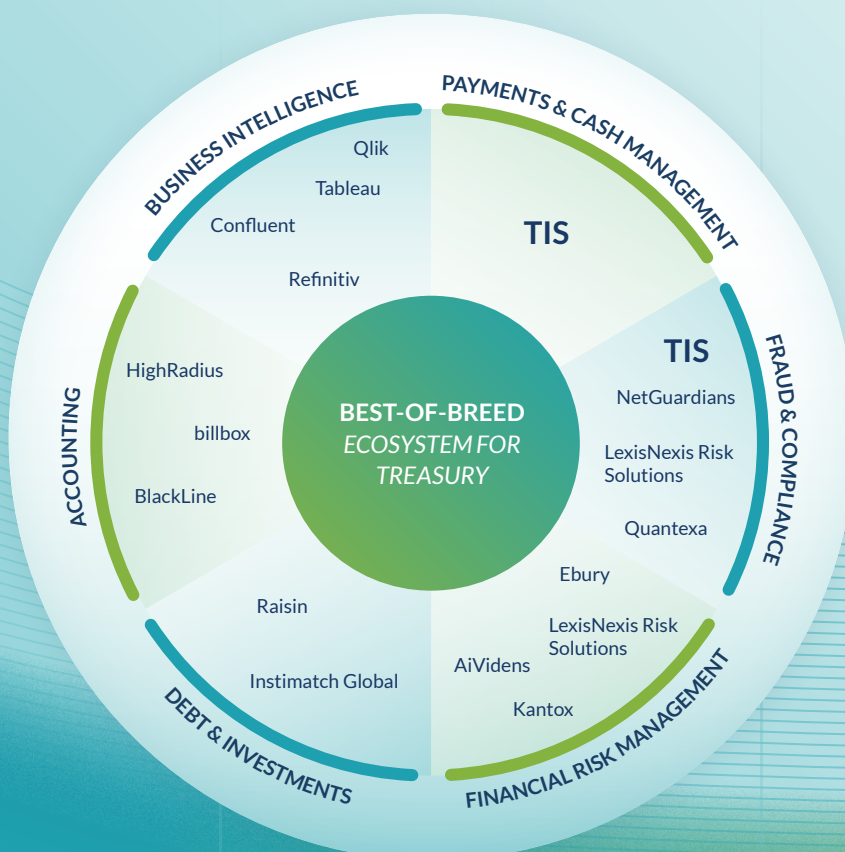 BUSINESS INTELLIGENCE
Qlik
Tableau
Confluent
Refinitiv
PAYMENTS & CASH MANAGEMENT
TIS
FRAUD & COMPLIANCE
TIS
NetGuardians
LexisNexis Risk
Solutions
Quantexa
FINANCIAL RISK MANAGEMENT
Ebury
LexisNexis Risk
Solutions
AiVidens
Kantox
DEBT & INVESTMENTS
Raisin
Instimatch Global
ACCOUNTING
HighRadius
billbox
BlackLine
BEST-OF-BREED
ECOSYSTEM FOR
TREASURY